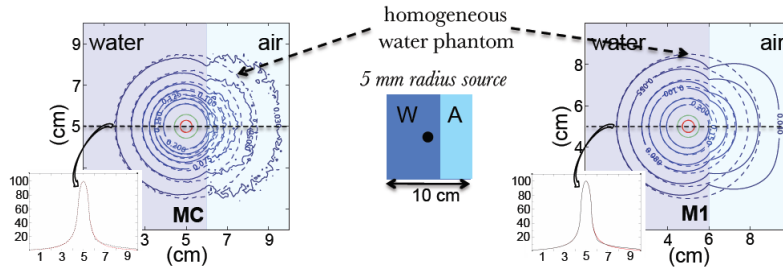 homogeneous
water phantom
5 mm radius source
W A
10 cm
water air
9
7
5
3
(cm)
MC
3 5 7 9
(cm)
100
80
60
40
20
1 3 5 7 9
water air
8
6
4
(cm)
M1
4 6 8
(cm)
100
80
60
40
20
1 3 5 7 9